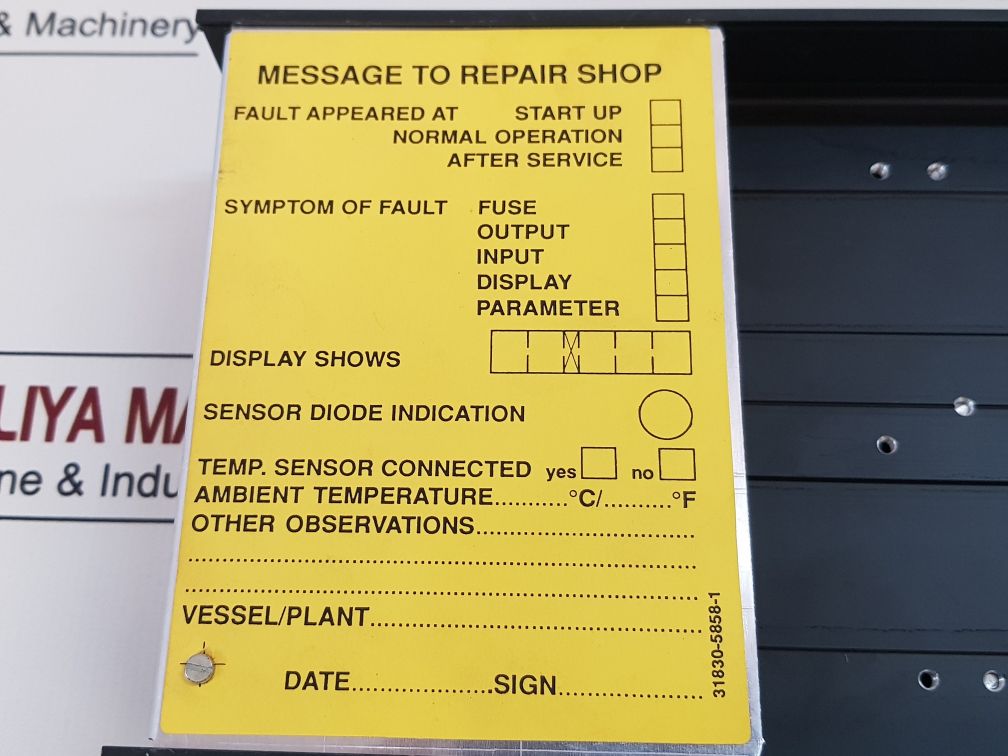 & Machinery
MESSAGE TO REPAIR SHOP
FAULT APPEARED AT START UP
NORMAL OPERATION
AFTER SERVICE
SYMPTOM OF FAULT FUSE
OUTPUT
INPUT
DISPLAY
PARAMETER
DISPLAY SHOWS
LIYA MA
SENSOR DIODE INDICATION
ne & Indu
TEMP. SENSOR CONNECTED yes no
AMBIENT TEMPERATURE..........°C/..........°F
OTHER OBSERVATIONS..............................
VESSEL/PLANT.............................................
DATE....................SIGN....................
31830-5858-1